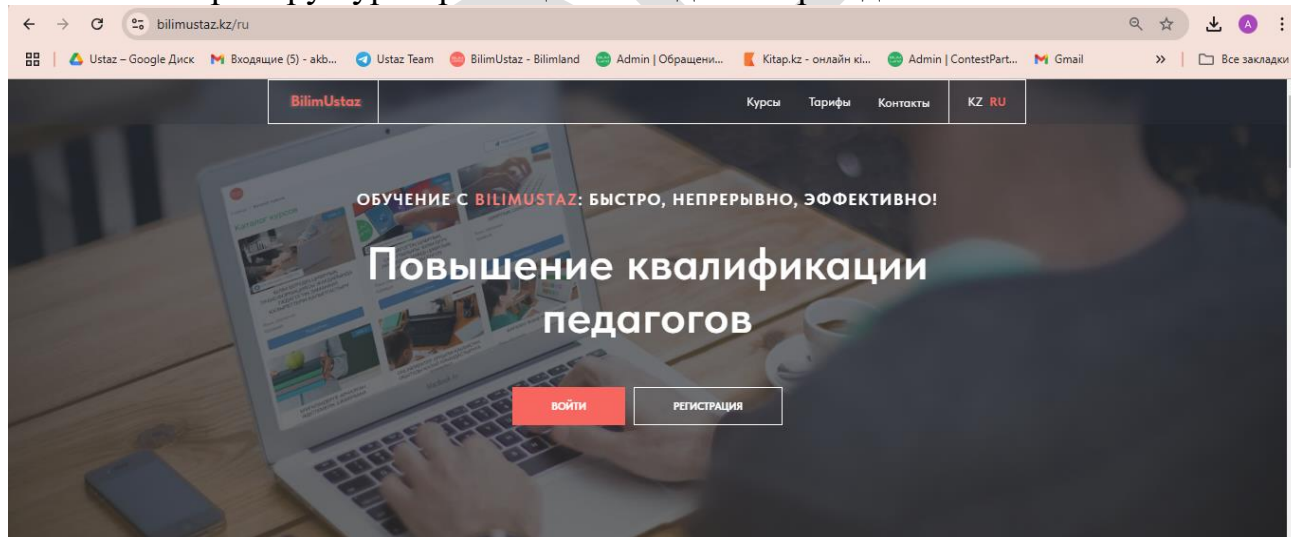 bilimustaz.kz/ru
Ustaz – Google Диск Входящие (5) - akb... Ustaz Team BilimUstaz - Bilimland Admin | Обращени... Kitap.kz - онлайн кі... Admin | ContestPart... Gmail » Все закладки
BilimUstaz Курсы Тарифы Контакты KZ RU
ОБУЧЕНИЕ С BILIMUSTAZ: БЫСТРО, НЕПРЕРЫВНО, ЭФФЕКТИВНО!
Повышение квалификации
педагогов
ВОЙТИ РЕГИСТРАЦИЯ